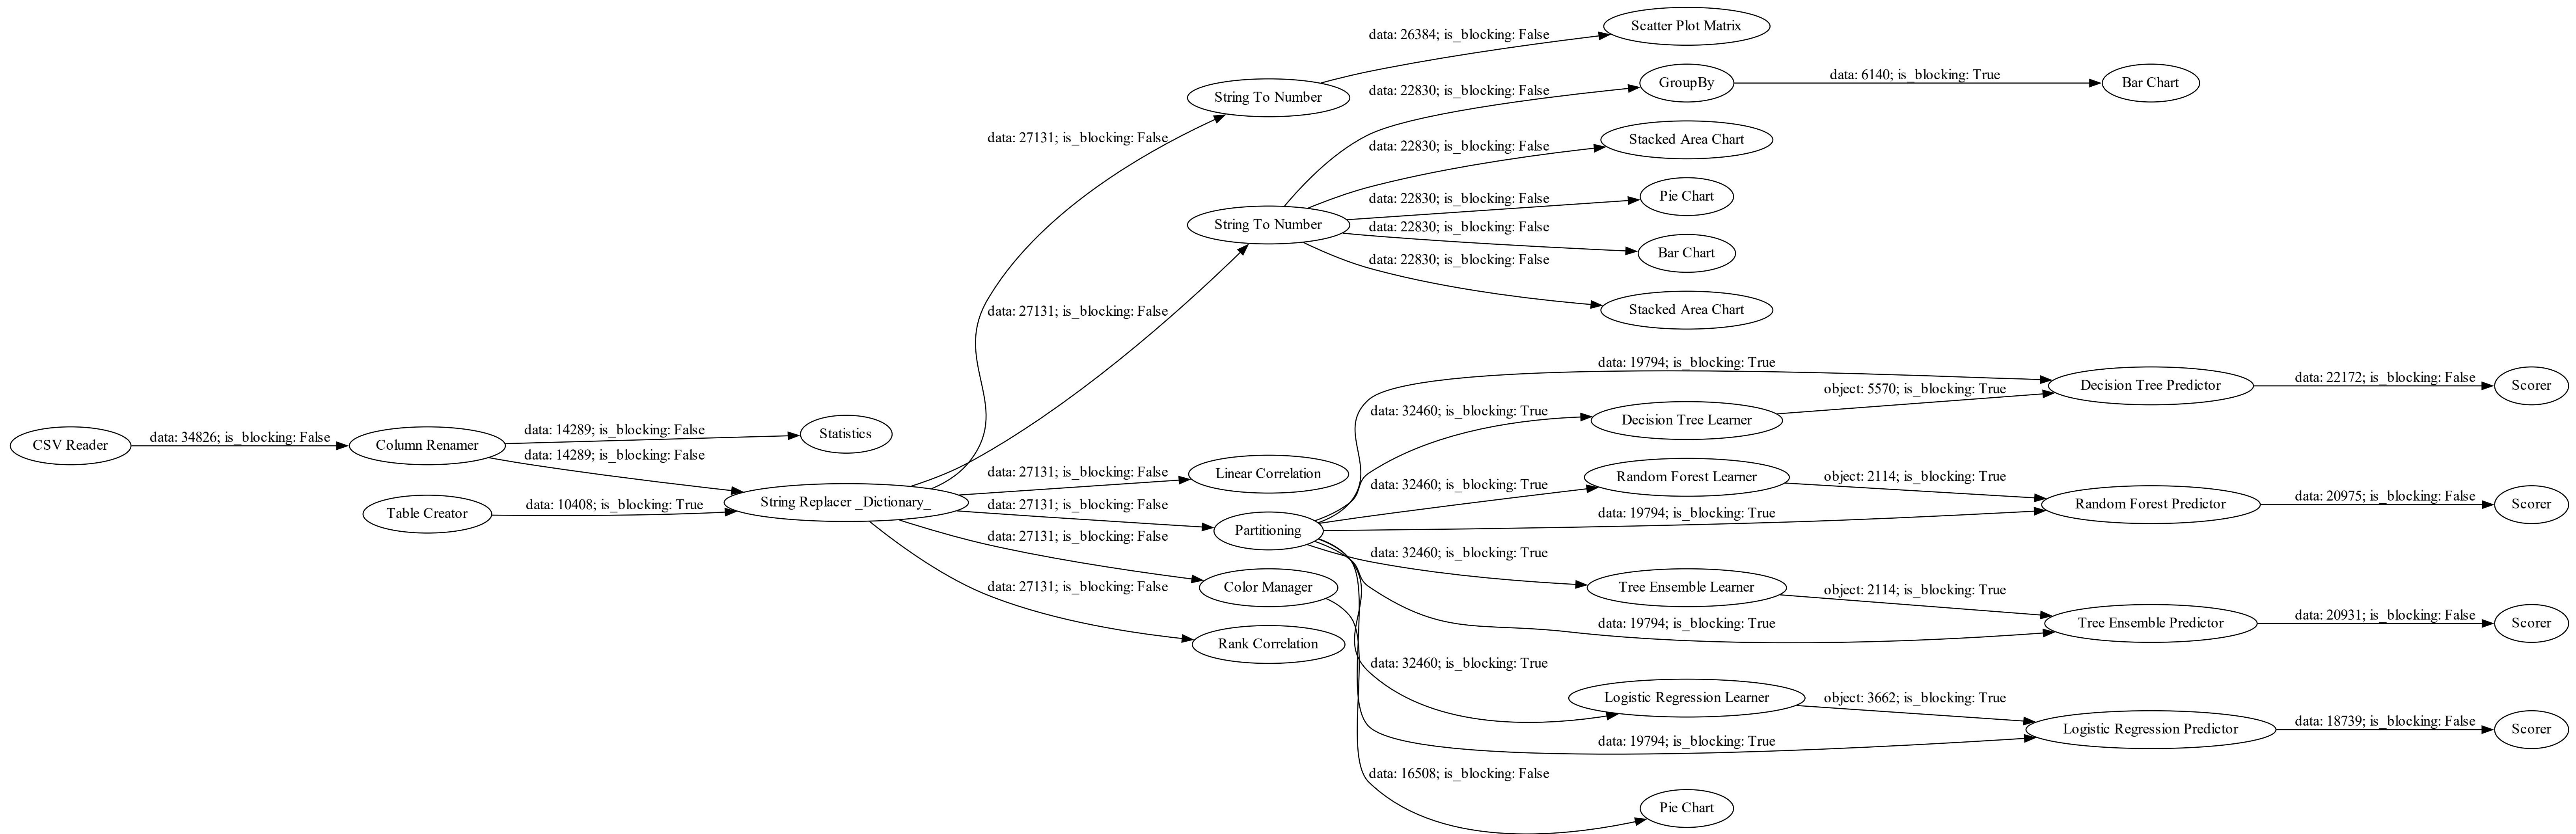 data: 26384; is_blocking: False
Scatter Plot Matrix
String To Number
data: 22830; is_blocking: False
GroupBy
data: 6140; is_blocking: True
Bar Chart
data: 27131; is_blocking: False
data: 22830; is_blocking: False
Stacked Area Chart
data: 22830; is_blocking: False
Pie Chart
String To Number
data: 22830; is_blocking: False
Bar Chart
data: 22830; is_blocking: False
Stacked Area Chart
data: 27131; is_blocking: False
data: 19794; is_blocking: True
Decision Tree Predictor
data: 22172; is_blocking: False
Scorer
object: 5570; is_blocking: True
data: 32460; is_blocking: True
Decision Tree Learner
CSV Reader
data: 34826; is_blocking: False
Column Renamer
data: 14289; is_blocking: False
Statistics
data: 14289; is_blocking: False
Table Creator
data: 10408; is_blocking: True
String Replacer _Dictionary_
data: 27131; is_blocking: False
Linear Correlation
data: 27131; is_blocking: False
Partitioning
data: 32460; is_blocking: True
Random Forest Learner
object: 2114; is_blocking: True
data: 19794; is_blocking: True
Random Forest Predictor
data: 20975; is_blocking: False
Scorer
data: 27131; is_blocking: False
Color Manager
data: 32460; is_blocking: True
Tree Ensemble Learner
object: 2114; is_blocking: True
data: 19794; is_blocking: True
Tree Ensemble Predictor
data: 20931; is_blocking: False
Scorer
data: 27131; is_blocking: False
Rank Correlation
data: 32460; is_blocking: True
Logistic Regression Learner
object: 3662; is_blocking: True
data: 19794; is_blocking: True
Logistic Regression Predictor
data: 18739; is_blocking: False
Scorer
data: 16508; is_blocking: False
Pie Chart